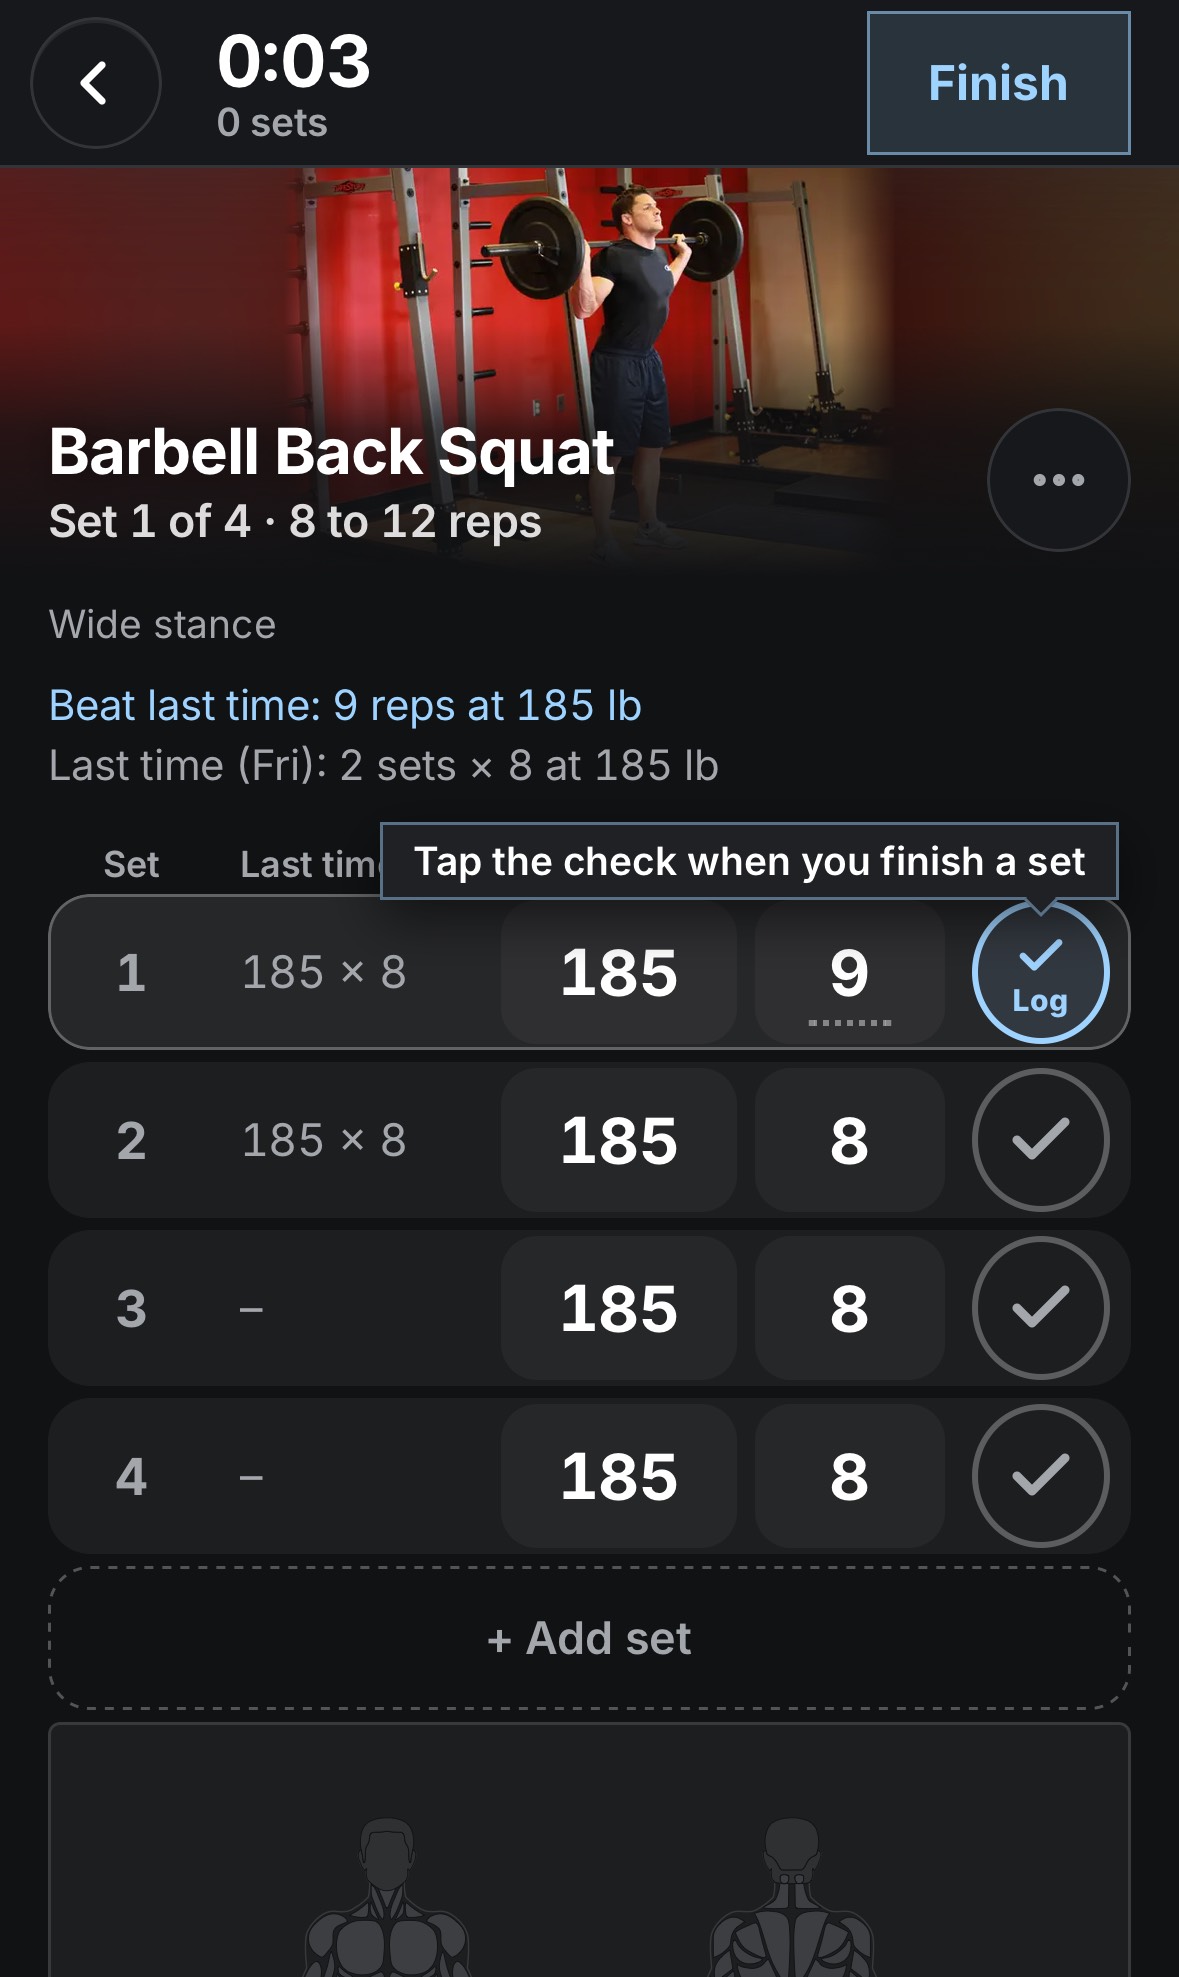 0:03
0 sets
Finish
Barbell Back Squat
Set 1 of 4 · 8 to 12 reps
Wide stance
Beat last time: 9 reps at 185 lb
Last time (Fri): 2 sets × 8 at 185 lb
Tap the check when you finish a set
Set Last tim
1 185 × 8 185 9 Log
2 185 × 8 185 8
3 – 185 8
4 – 185 8
+ Add set